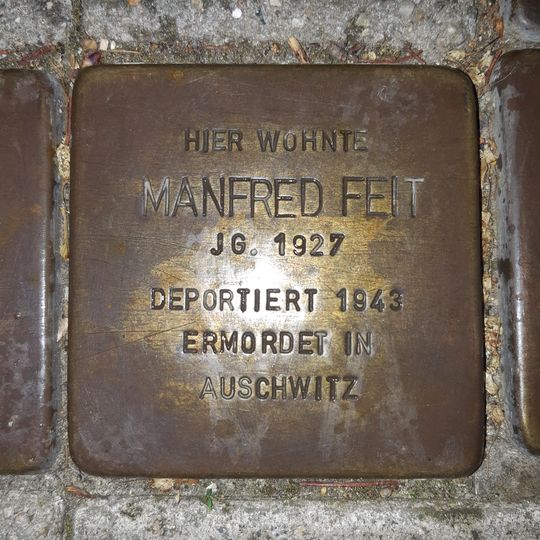 HIER WOHNTE
MANFRED FEIT
JG. 1927
DEPORTIERT 1943
ERMORDET IN
AUSCHWITZ